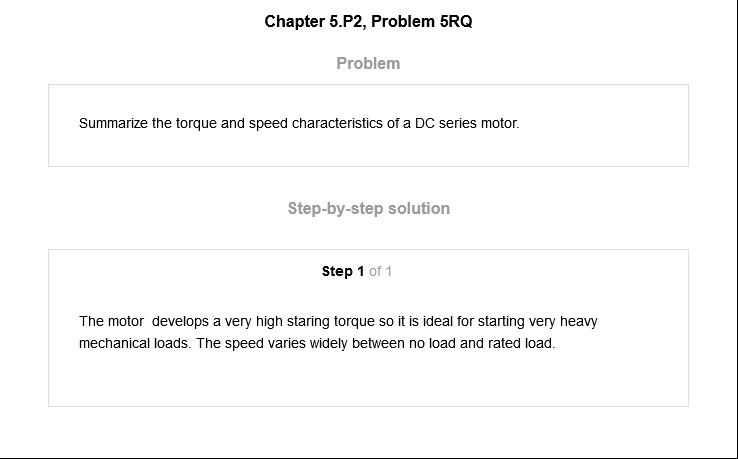 Chapter 5.P2, Problem 5RQ
Problem
Summarize the torque and speed characteristics of a DC series motor.
Step-by-step solution
Step 1 of 1
The motor  develops a very high staring torque so it is ideal for starting very heavy
mechanical loads. The speed varies widely between no load and rated load.